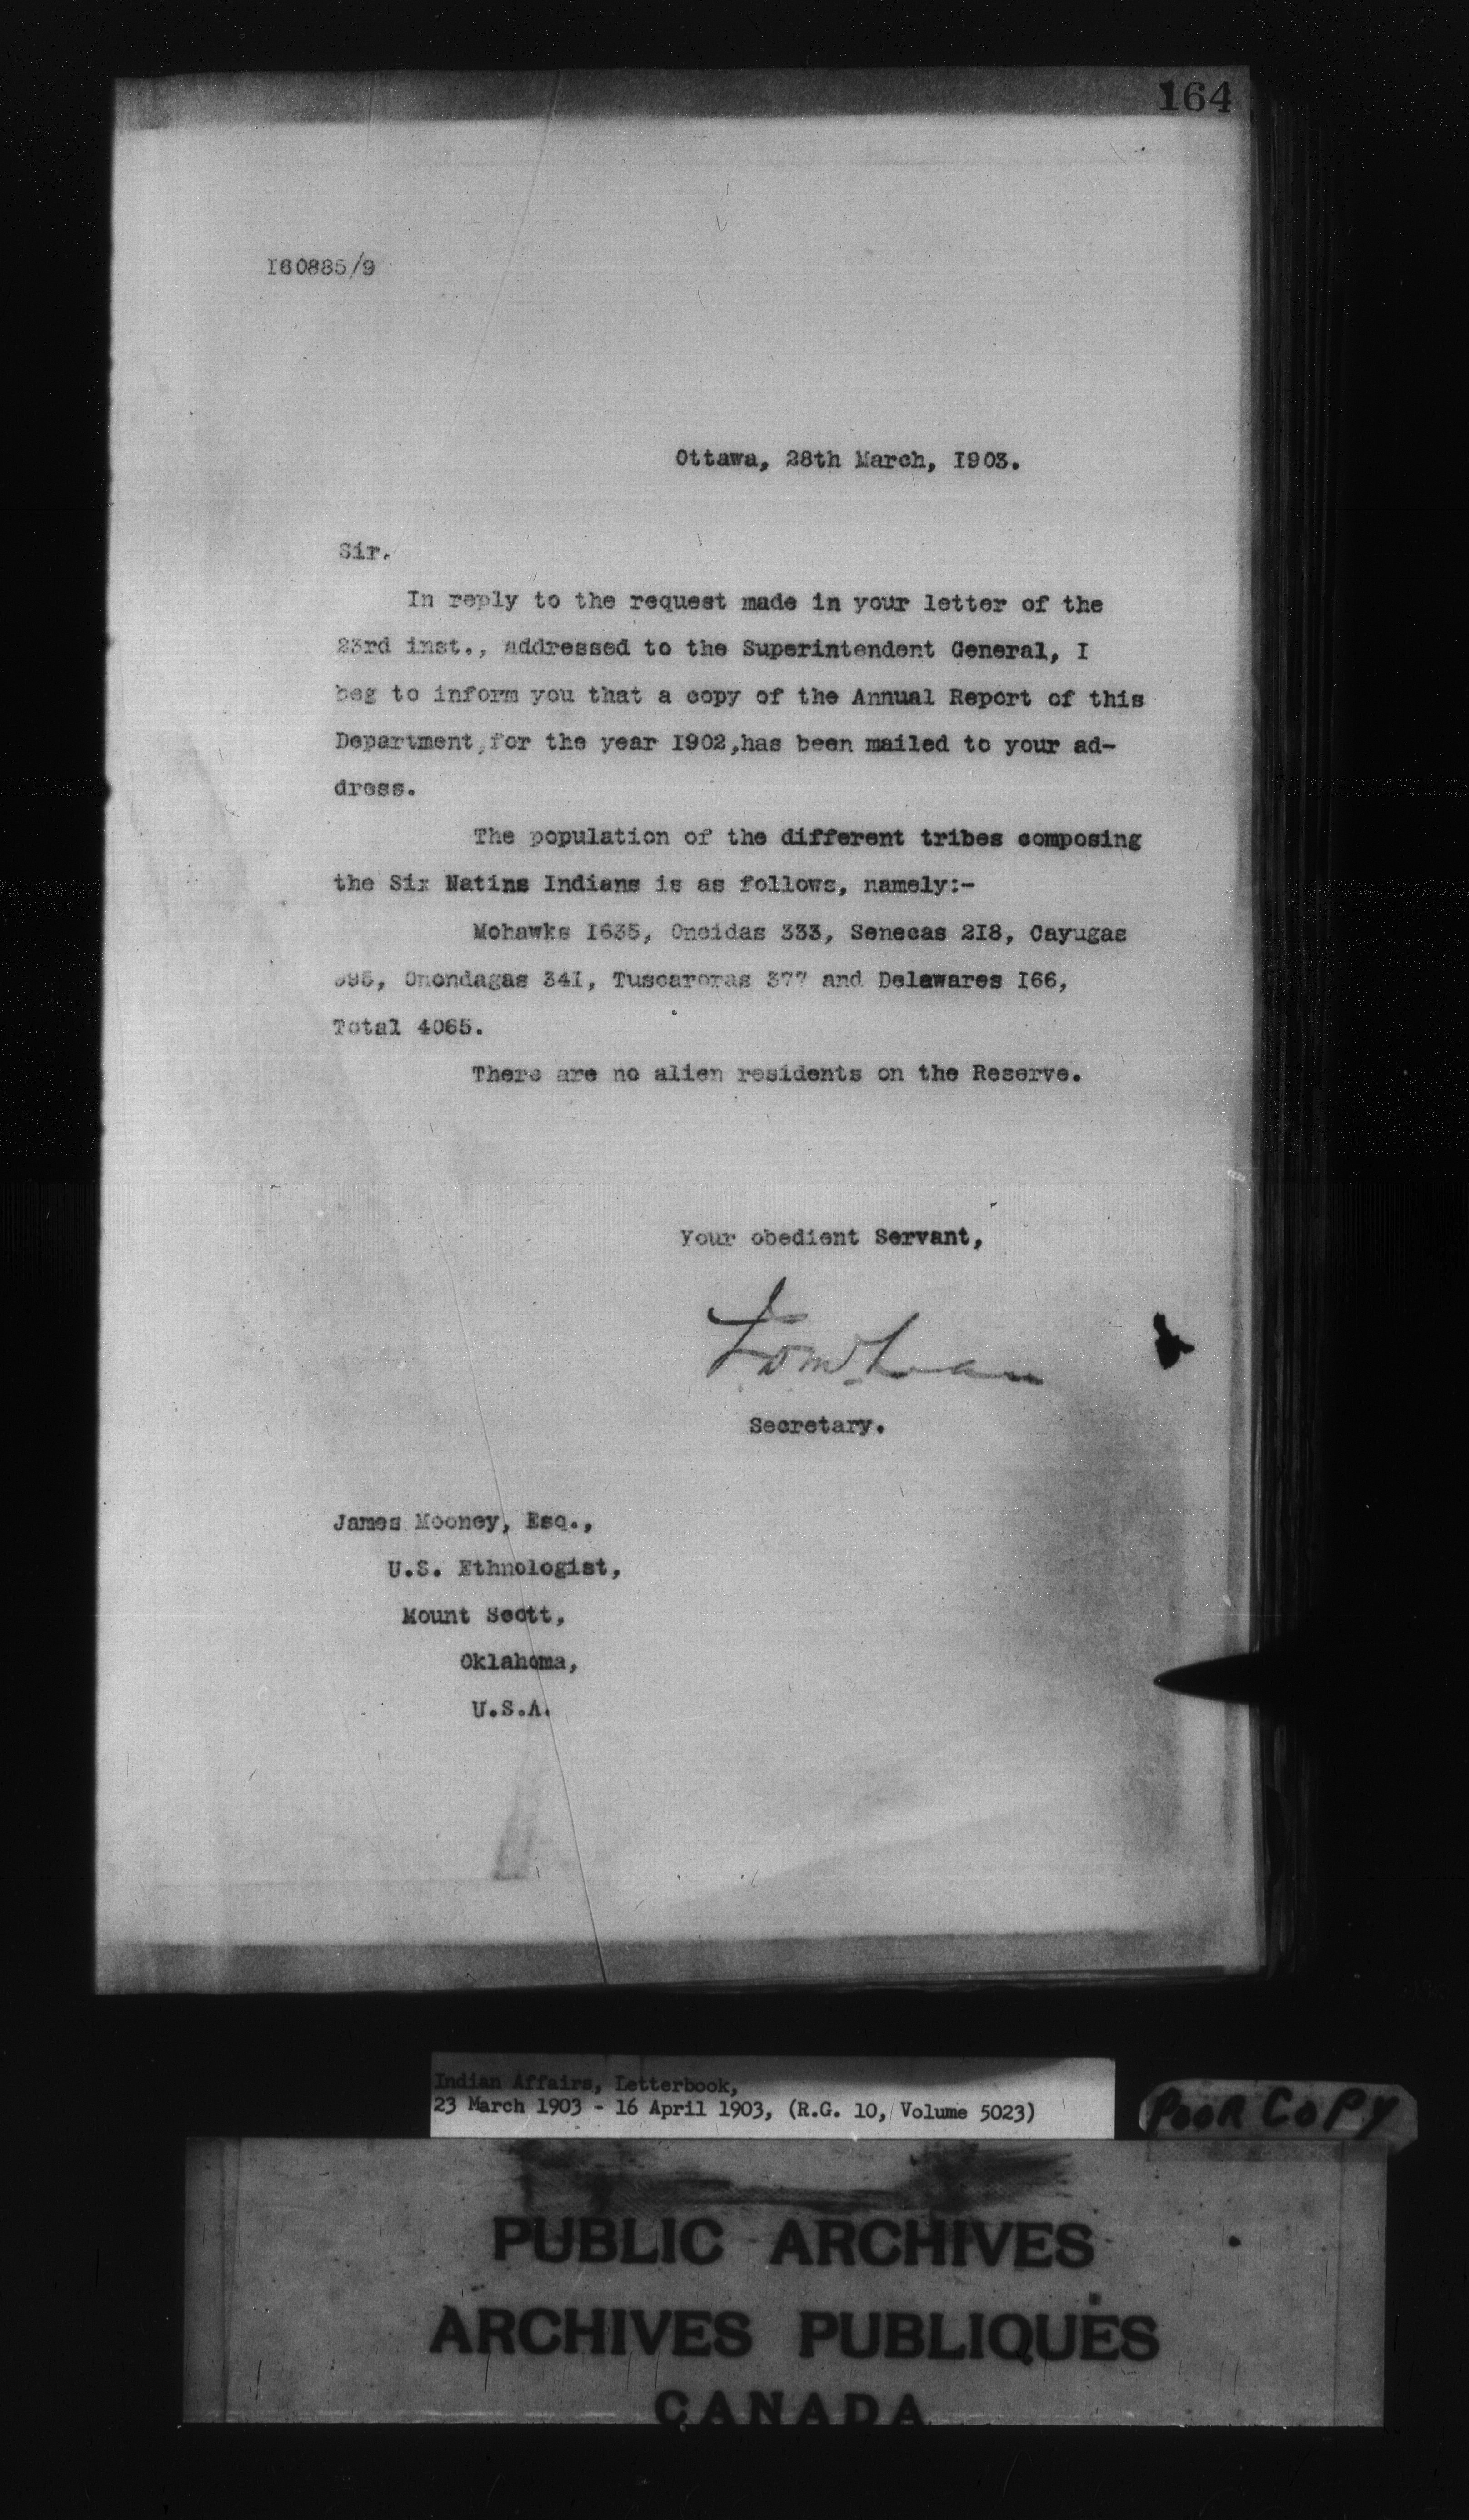 164
160885/9
Ottawa, 28th March, 1903.
Sir.
In reply to the request made in your letter of the
23rd inst., addressed to the Superintendent General, I
beg to inform you that a copy of the Annual Report of this
Department,for the year 1902,has been mailed to your ad-
dress.
The population of the different tribes composing
the Six Natins Indians is as follows, namely:-
Mohawks 1635, Oneidas 333, Senecas 218, Cayugas
995, Onondagas 341, Tuscaroras 377 and Delawares 166,
Total 4065.
There are no alien residents on the Reserve.
Your obedient Servant,
Secretary.
James Mooney, Esq.,
U.S. Ethnologist,
Mount Scott,
Oklahoma,
U.S.A.
Indian Affairs, Letterbook,
23 March 1903 - 16 April 1903, (R.G. 10, Volume 5023)
POOR COPY
PUBLIC ARCHIVES
ARCHIVES PUBLIQUES
CANADA